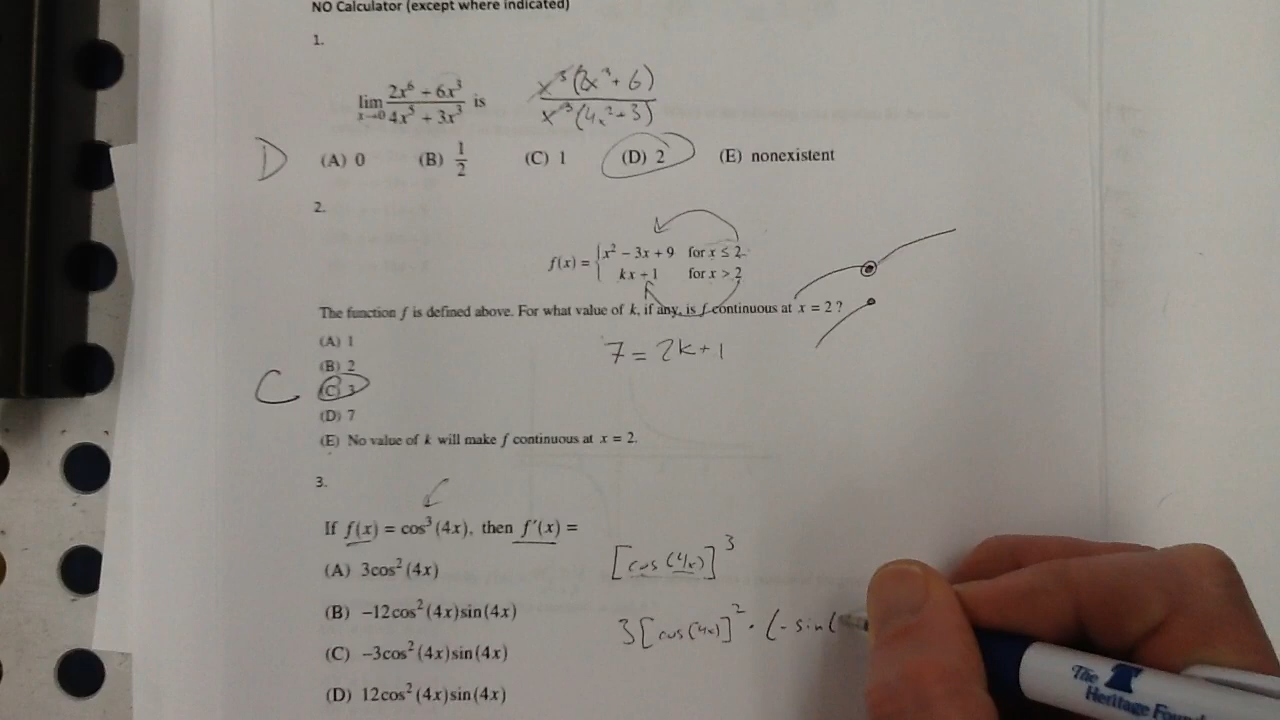 NO Calculator (except where indicated)
1.
lim x→0 (2x⁶ + 6x³)/(4x⁵ + 3x³) is
x³(2x³ + 6)
x³(4x² + 3)
D
(A) 0 (B) 1/2 (C) 1 (D) 2 (E) nonexistent
2.
f(x) = { x² − 3x + 9 for x ≤ 2
kx + 1 for x > 2
The function f is defined above. For what value of k, if any, is f continuous at x = 2 ?
(A) 1
7 = 2k + 1
(B) 2
C (C) 3
(D) 7
(E) No value of k will make f continuous at x = 2.
3.
If f(x) = cos³(4x), then f′(x) =
[cos(4x)]³
(A) 3cos²(4x)
(B) −12cos²(4x)sin(4x)
3[cos(4x)]² · (−sin(
(C) −3cos²(4x)sin(4x)
(D) 12cos²(4x)sin(4x)
The
Heritage